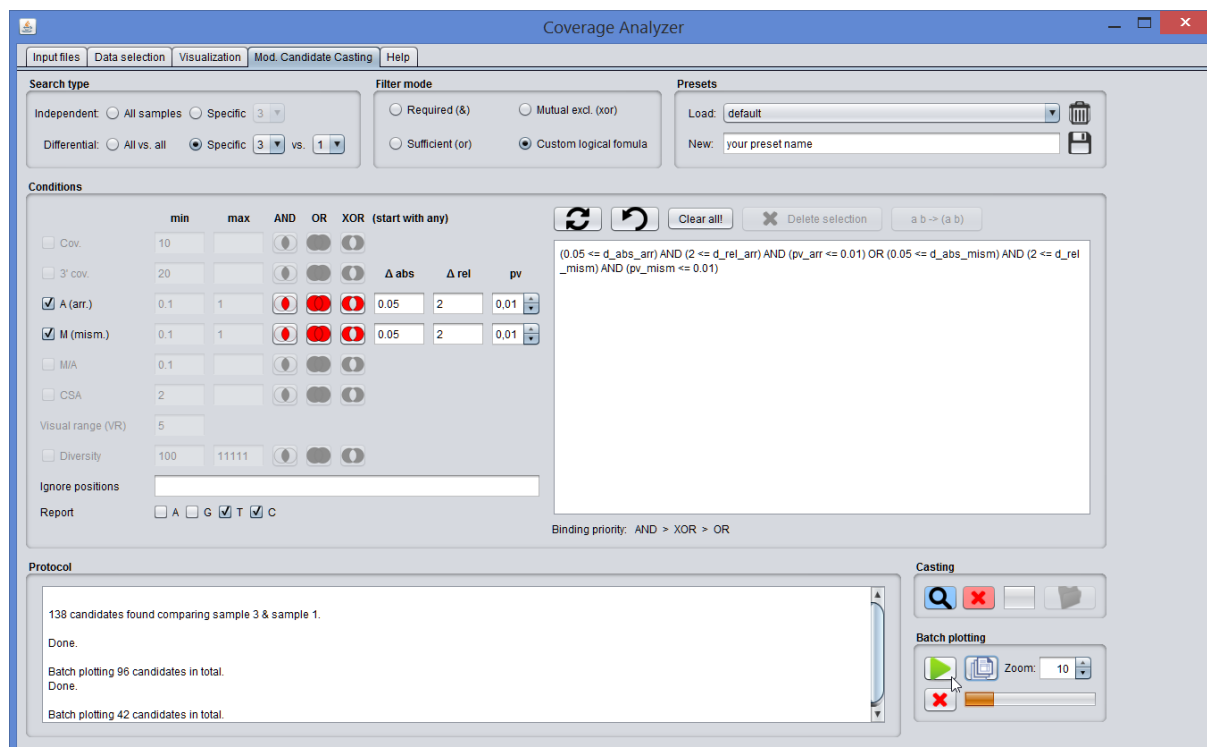 Coverage Analyzer
Input files Data selection Visualization Mod. Candidate Casting Help
Search type
Independent: All samples Specific 3
Differential: All vs. all Specific 3 vs. 1
Filter mode
Required (&) Mutual excl. (xor)
Sufficient (or) Custom logical fomula
Presets
Load: default
New: your preset name
Conditions
min max AND OR XOR (start with any)
Cov. 10
3' cov. 20 Δ abs Δ rel pv
A (arr.) 0.1 1 0.05 2 0,01
M (mism.) 0.1 1 0.05 2 0,01
M/A 0.1
CSA 2
Visual range (VR) 5
Diversity 100 11111
Ignore positions
Report A G T C
Clear all! Delete selection a b -> (a b)
(0.05 <= d_abs_arr) AND (2 <= d_rel_arr) AND (pv_arr <= 0.01) OR (0.05 <= d_abs_mism) AND (2 <= d_rel
_mism) AND (pv_mism <= 0.01)
Binding priority: AND > XOR > OR
Protocol
138 candidates found comparing sample 3 & sample 1.
Done.
Batch plotting 96 candidates in total.
Done.
Batch plotting 42 candidates in total.
Casting
Batch plotting
Zoom: 10